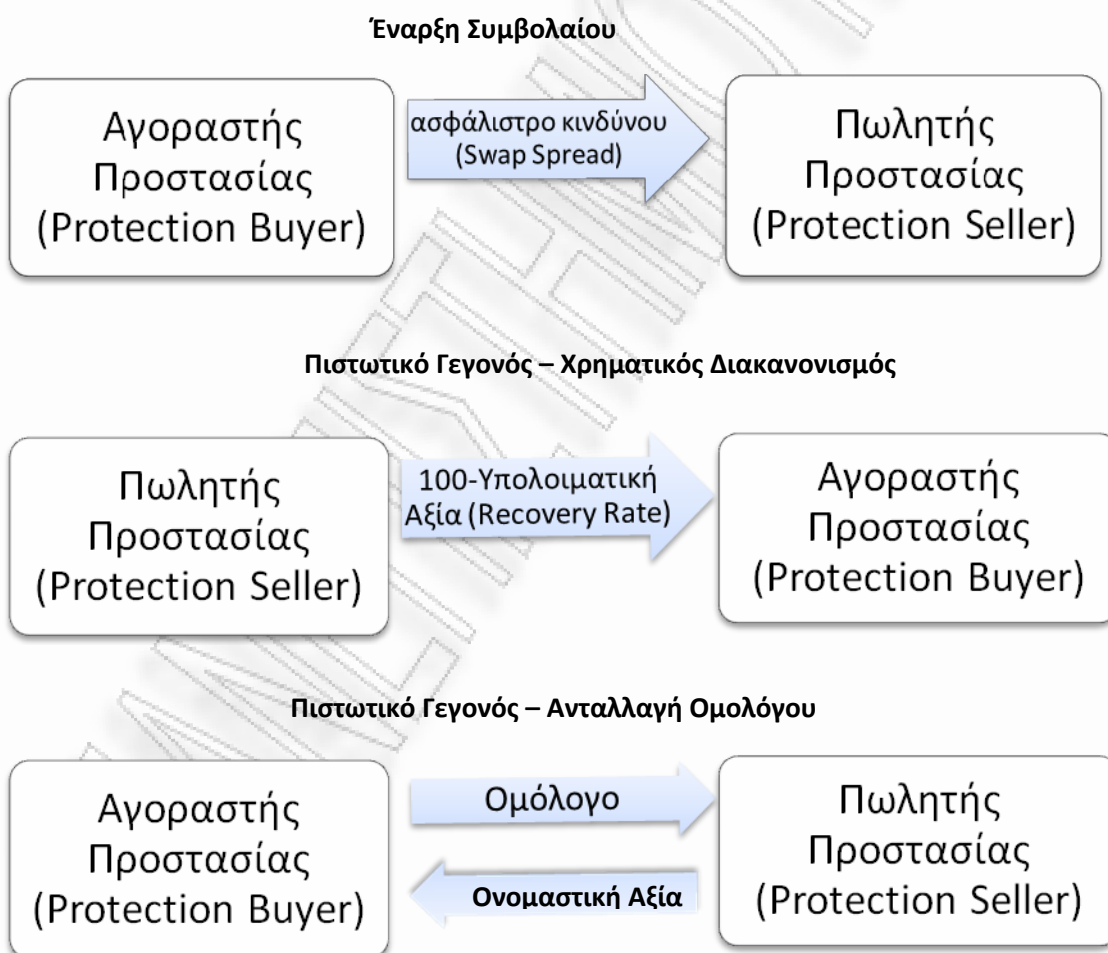 Έναρξη Συμβολαίου
Αγοραστής
Προστασίας
(Protection Buyer)
ασφάλιστρο κινδύνου
(Swap Spread)
Πωλητής
Προστασίας
(Protection Seller)
Πιστωτικό Γεγονός – Χρηματικός Διακανονισμός
Πωλητής
Προστασίας
(Protection Seller)
100-Υπολοιματική
Αξία (Recovery Rate)
Αγοραστής
Προστασίας
(Protection Buyer)
Πιστωτικό Γεγονός – Ανταλλαγή Ομολόγου
Αγοραστής
Προστασίας
(Protection Buyer)
Ομόλογο
Ονομαστική Αξία
Πωλητής
Προστασίας
(Protection Seller)